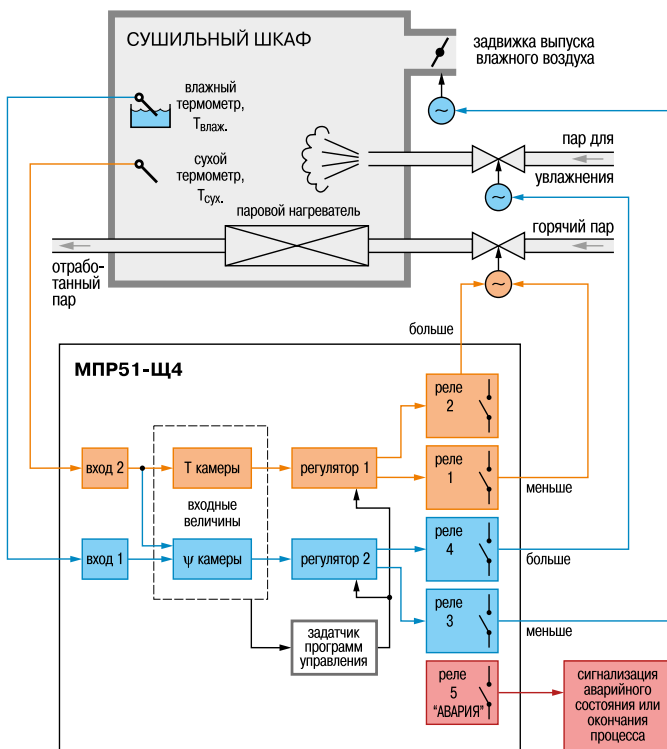 СУШИЛЬНЫЙ ШКАФ
задвижка выпуска
влажного воздуха
влажный
термометр,
Tвлаж.
сухой
термометр,
Tсух.
пар для
увлажнения
паровой нагреватель
горячий пар
отрабо-
танный
пар
больше
МПР51-Щ4
реле
2
вход 2
T камеры
регулятор 1
реле
1
меньше
входные
величины
вход 1
ψ камеры
регулятор 2
реле
4
больше
реле
3
меньше
задатчик
программ
управления
реле
5
"АВАРИЯ"
сигнализация
аварийного
состояния или
окончания
процесса